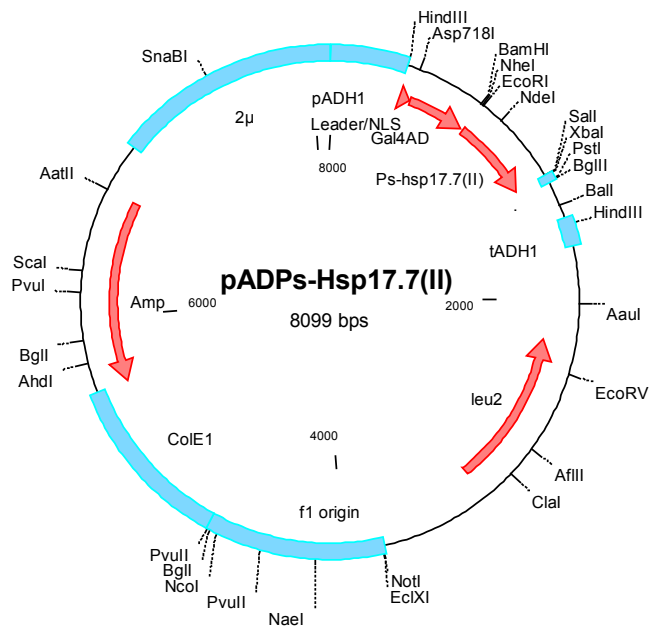 HindIII
Asp718I
BamHI
NheI
EcoRI
NdeI
SnaBI
pADH1
2µ
Leader/NLS
Gal4AD
8000
Ps-hsp17.7(II)
SalI
XbaI
PstI
BglII
BalI
HindIII
AatII
tADH1
ScaI
PvuI
pADPs-Hsp17.7(II)
Amp
6000
2000
AauI
8099 bps
BglI
AhdI
EcoRV
leu2
ColE1
4000
AflII
ClaI
f1 origin
PvuII
BglI
NcoI
PvuII
NaeI
NotI
EclXI